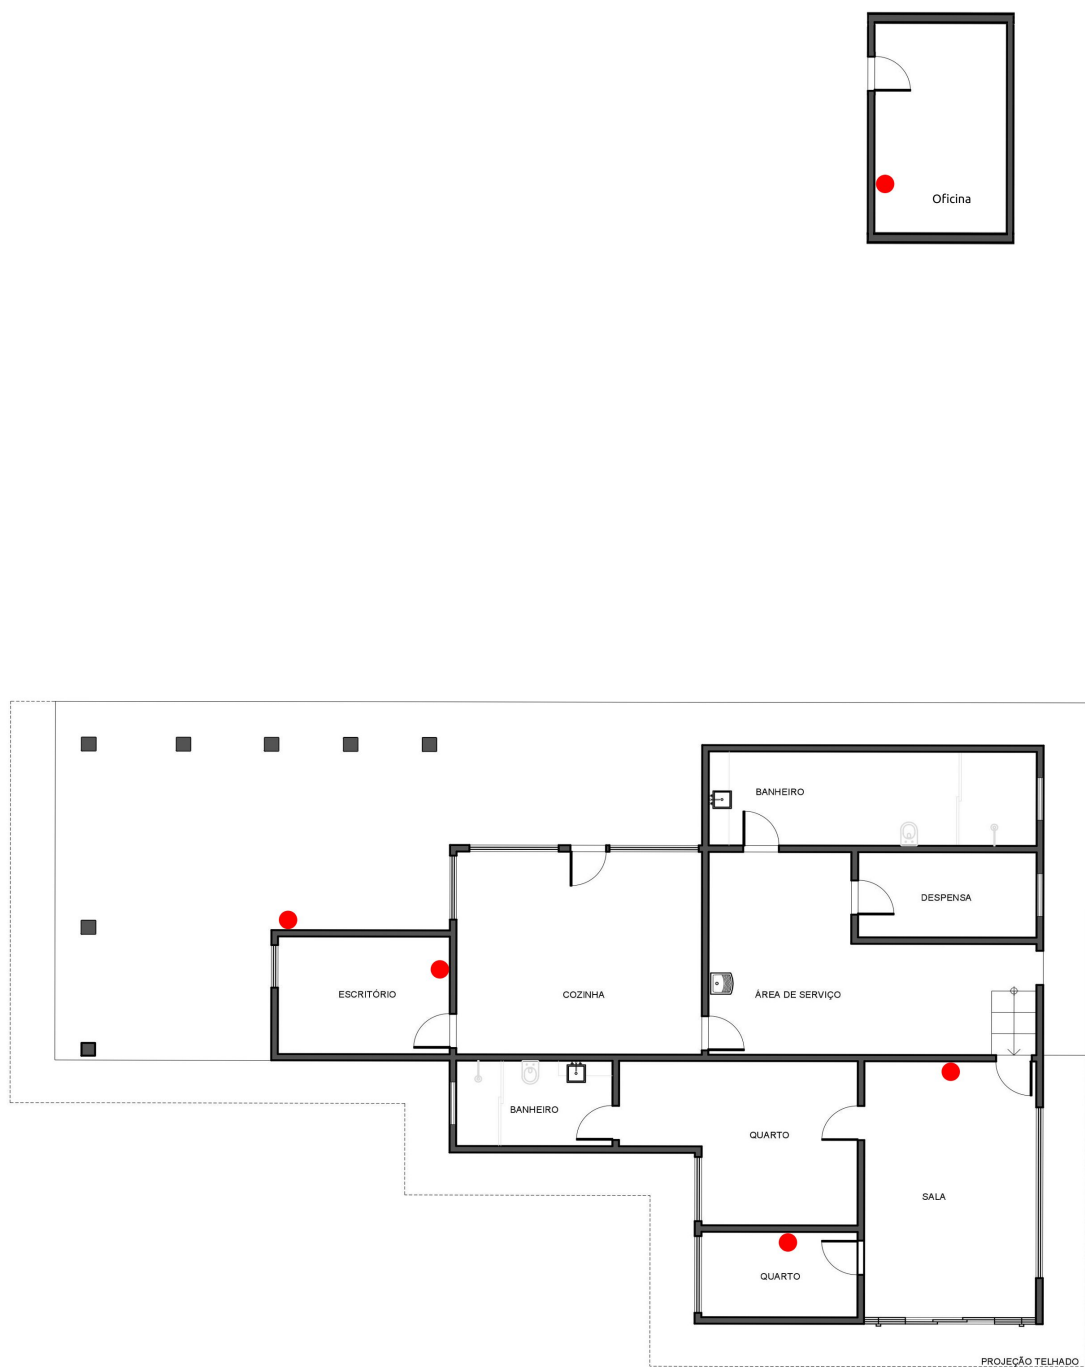 Oficina
BANHEIRO
DESPENSA
ESCRITÓRIO
COZINHA
ÁREA DE SERVIÇO
BANHEIRO
QUARTO
SALA
QUARTO
PROJEÇÃO TELHADO